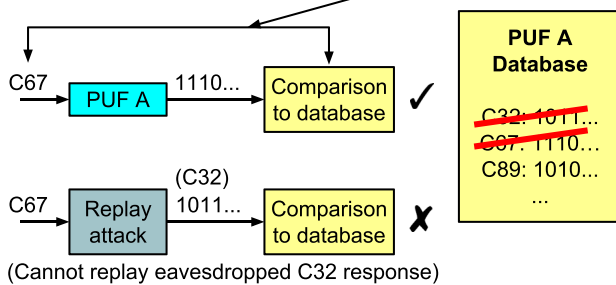 C67
PUF A
1110...
Comparison
to database
✓
PUF A
Database
C32: 1011...
C67: 1110...
C89: 1010...
...
C67
Replay
attack
(C32)
1011...
Comparison
to database
✗
(Cannot replay eavesdropped C32 response)